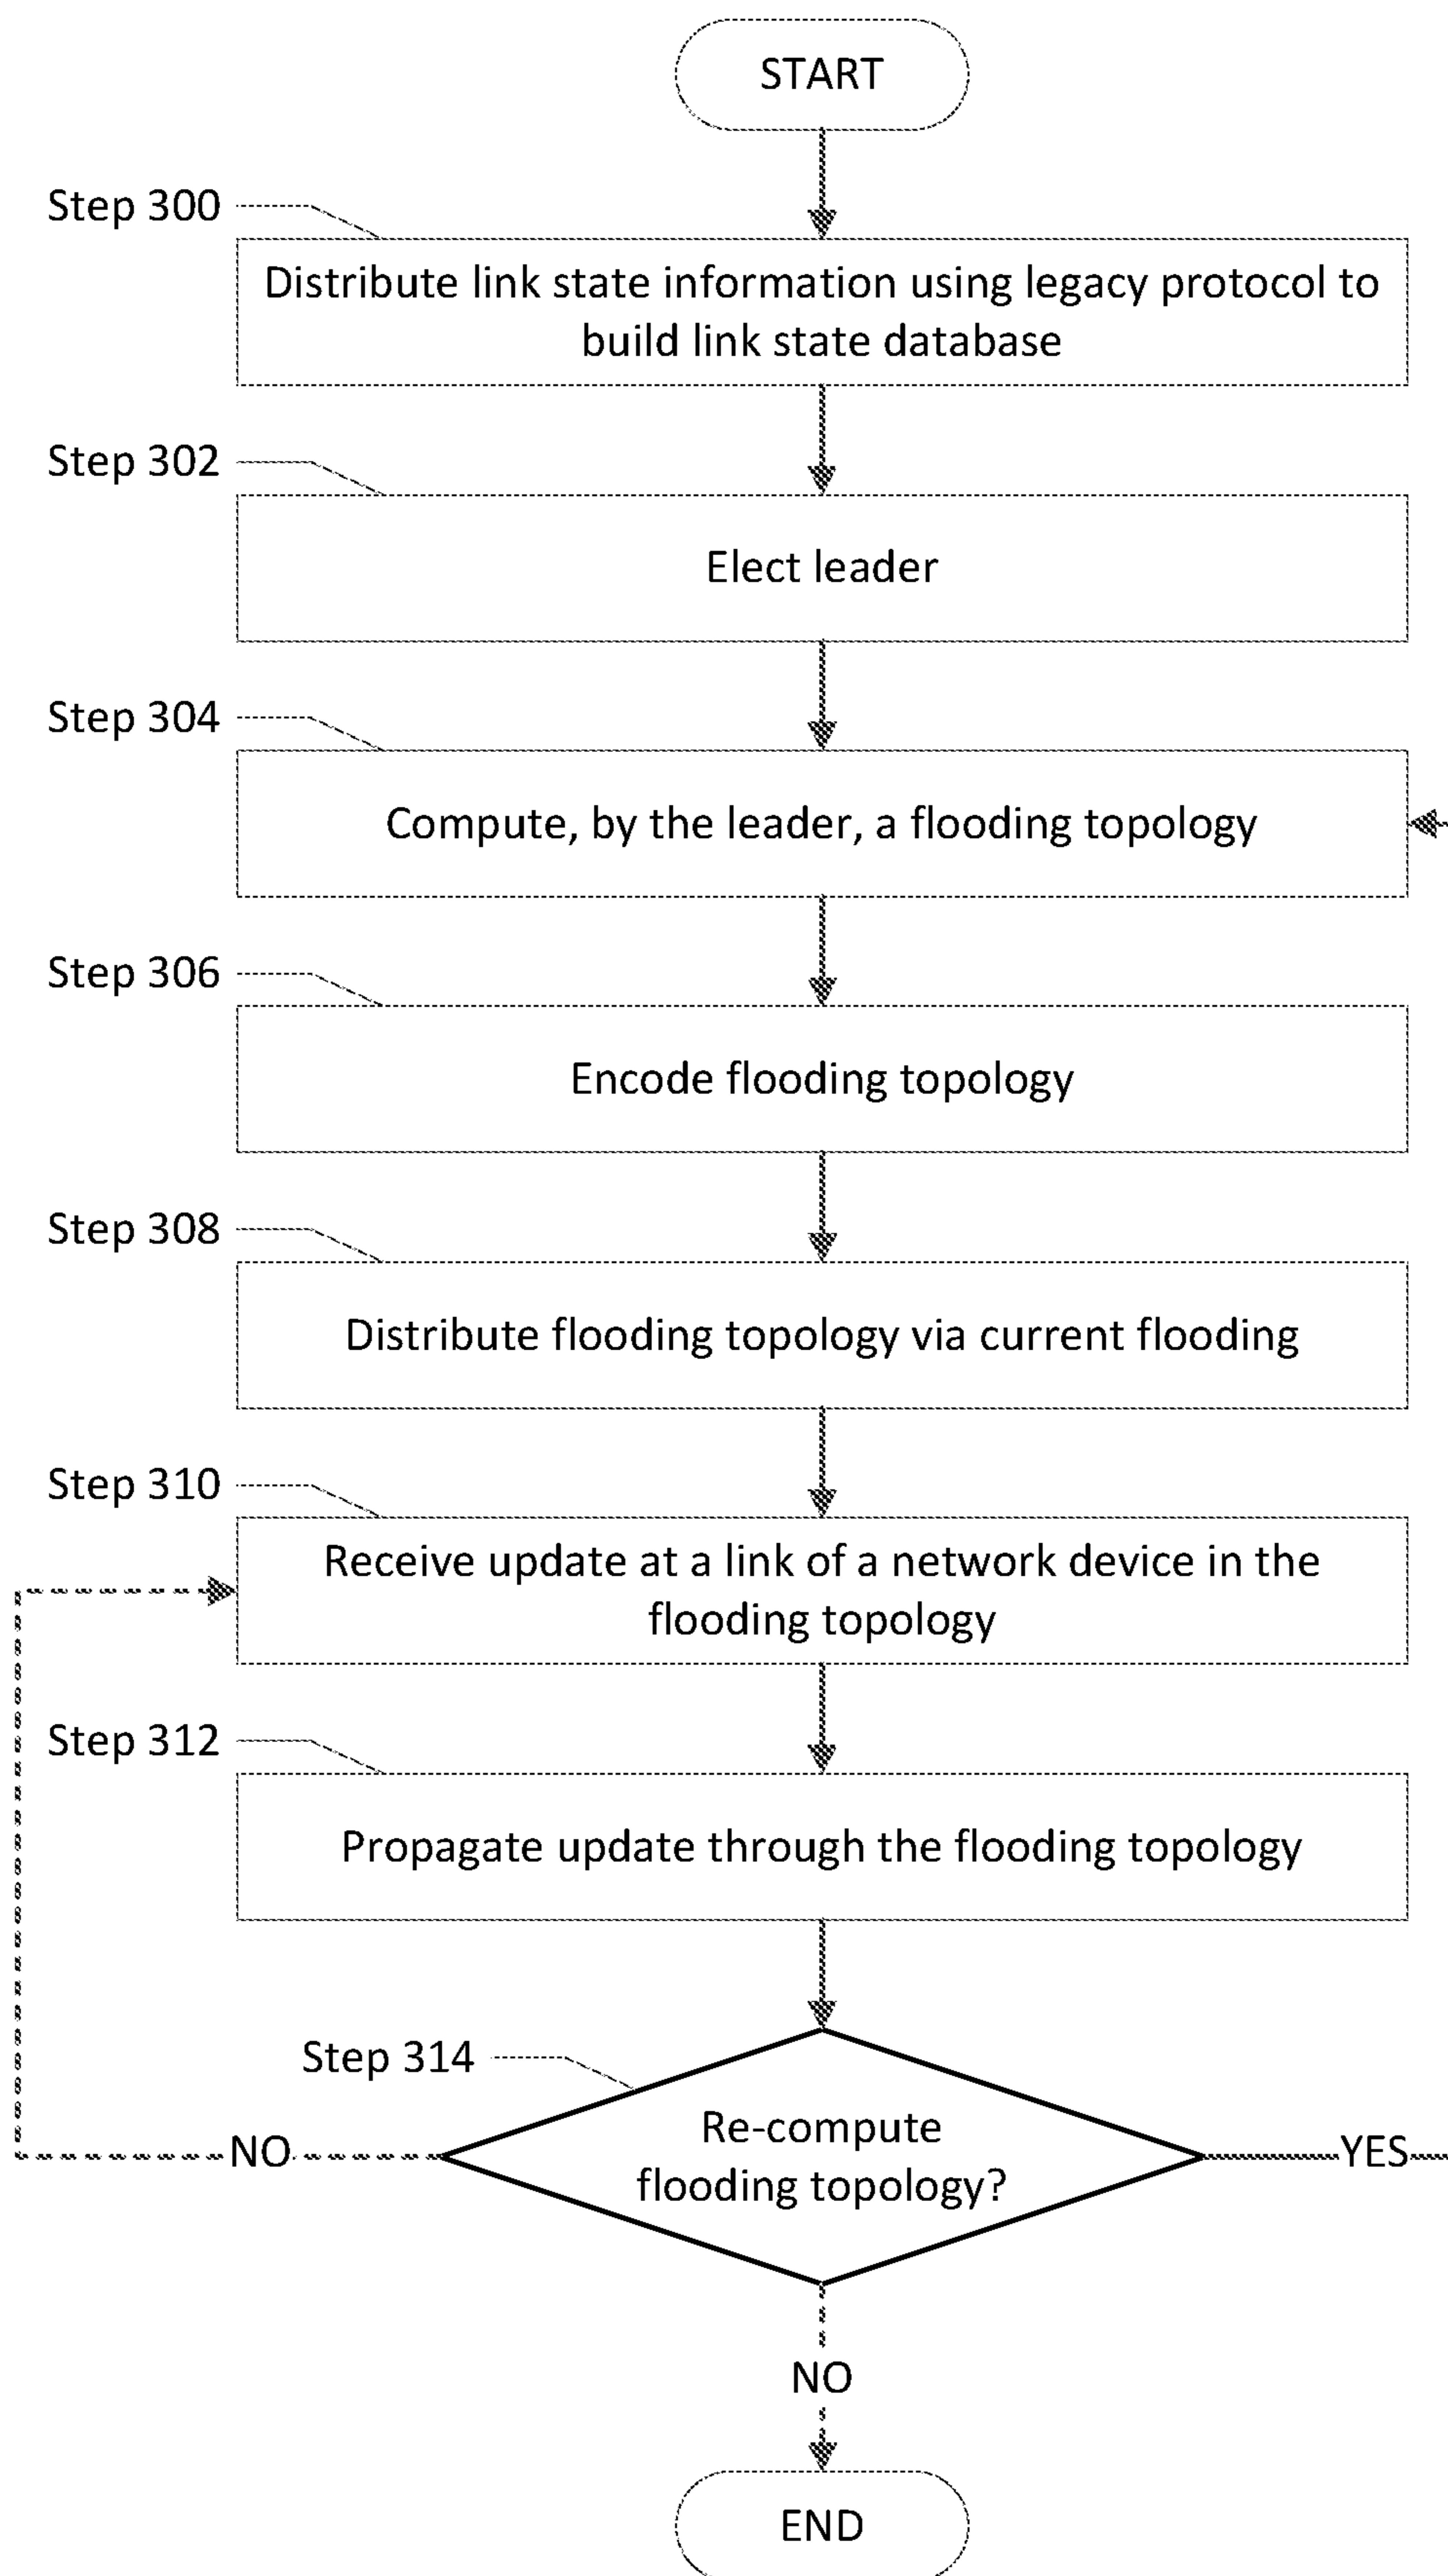 START
Step 300
Distribute link state information using legacy protocol to
build link state database
Step 302
Elect leader
Step 304
Compute, by the leader, a flooding topology
Step 306
Encode flooding topology
Step 308
Distribute flooding topology via current flooding
Step 310
Receive update at a link of a network device in the
flooding topology
Step 312
Propagate update through the flooding topology
Step 314
Re-compute
flooding topology?
NO
YES
NO
END